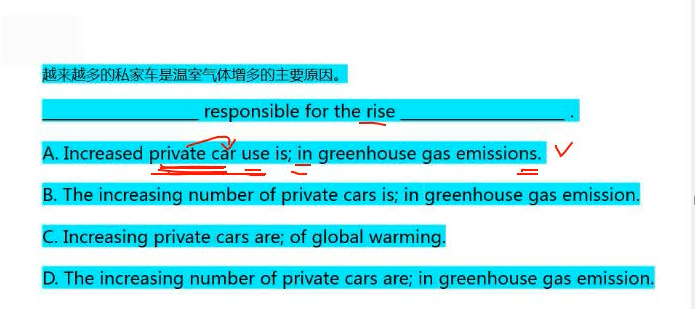 越来越多的私家车是温室气体增多的主要原因。
_________________ responsible for the rise __________________ .
A. Increased private car use is; in greenhouse gas emissions.
B. The increasing number of private cars is; in greenhouse gas emission.
C. Increasing private cars are; of global warming.
D. The increasing number of private cars are; in greenhouse gas emission.